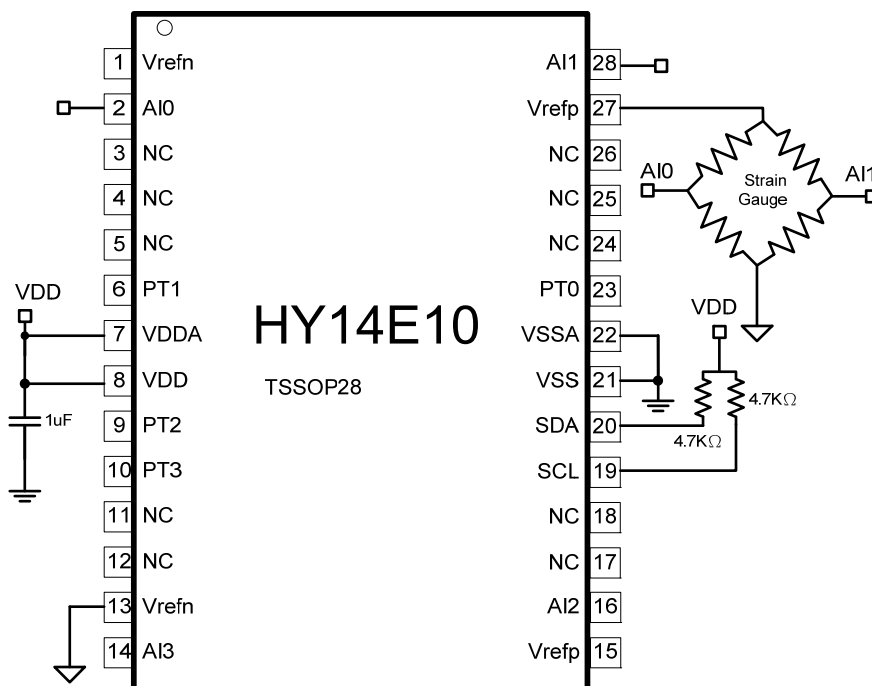 1 Vrefn
2 AI0
3 NC
4 NC
5 NC
6 PT1
7 VDDA
8 VDD
9 PT2
10 PT3
11 NC
12 NC
13 Vrefn
14 AI3
VDD
1uF
HY14E10
TSSOP28
AI1 28
Vrefp 27
NC 26
NC 25
NC 24
PT0 23
VSSA 22
VSS 21
SDA 20
SCL 19
NC 18
NC 17
AI2 16
Vrefp 15
AI0
Strain
Gauge
AI1
VDD
4.7KΩ
4.7KΩ